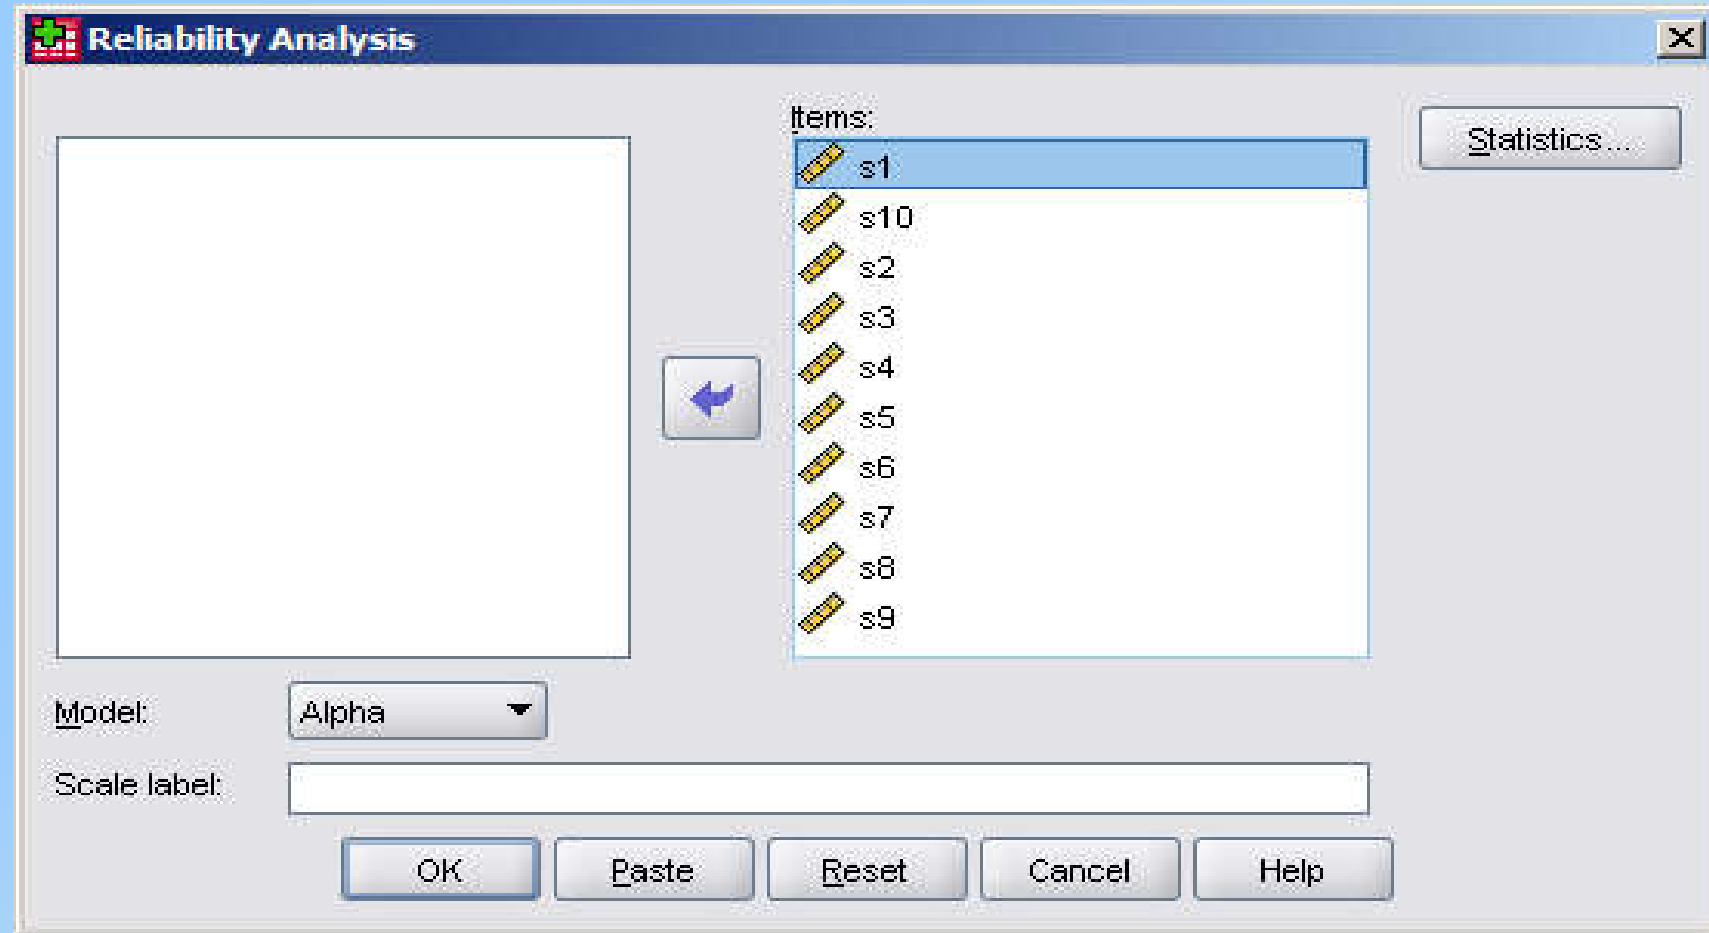 Reliability Analysis
Items:
Statistics...
s1
s10
s2
s3
s4
s5
s6
s7
s8
s9
Model: Alpha
Scale label:
OK Paste Reset Cancel Help